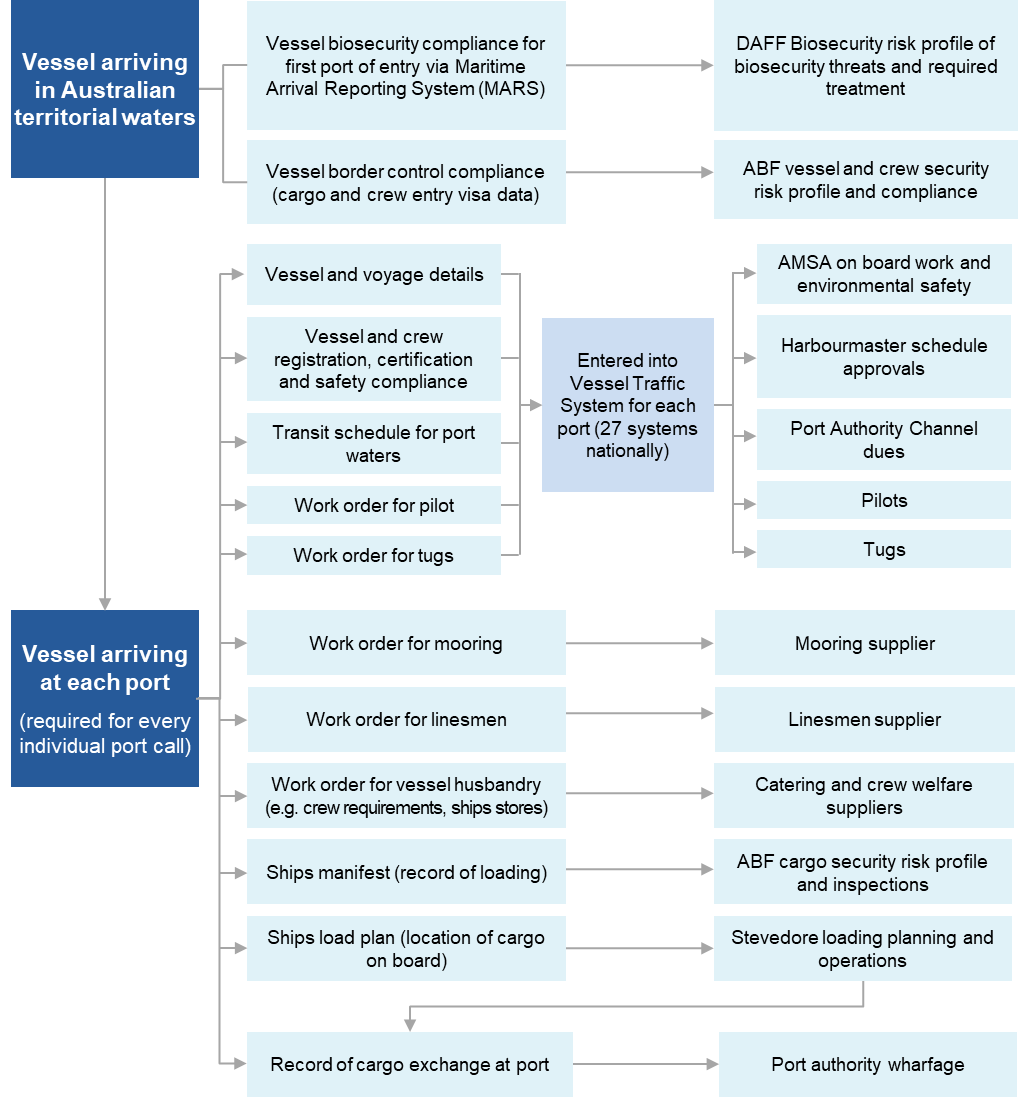 Vessel arriving
in Australian
territorial waters
Vessel biosecurity compliance for
first port of entry via Maritime
Arrival Reporting System (MARS)
DAFF Biosecurity risk profile of
biosecurity threats and required
treatment
Vessel border control compliance
(cargo and crew entry visa data)
ABF vessel and crew security
risk profile and compliance
Vessel and voyage details
Vessel and crew
registration, certification
and safety compliance
Transit schedule for port
waters
Work order for pilot
Work order for tugs
Entered into
Vessel Traffic
System for each
port (27 systems
nationally)
AMSA on board work and
environmental safety
Harbourmaster schedule
approvals
Port Authority Channel
dues
Pilots
Tugs
Vessel arriving
at each port
(required for every
individual port call)
Work order for mooring
Mooring supplier
Work order for linesmen
Linesmen supplier
Work order for vessel husbandry
(e.g. crew requirements, ships stores)
Catering and crew welfare
suppliers
Ships manifest (record of loading)
ABF cargo security risk profile
and inspections
Ships load plan (location of cargo
on board)
Stevedore loading planning and
operations
Record of cargo exchange at port
Port authority wharfage